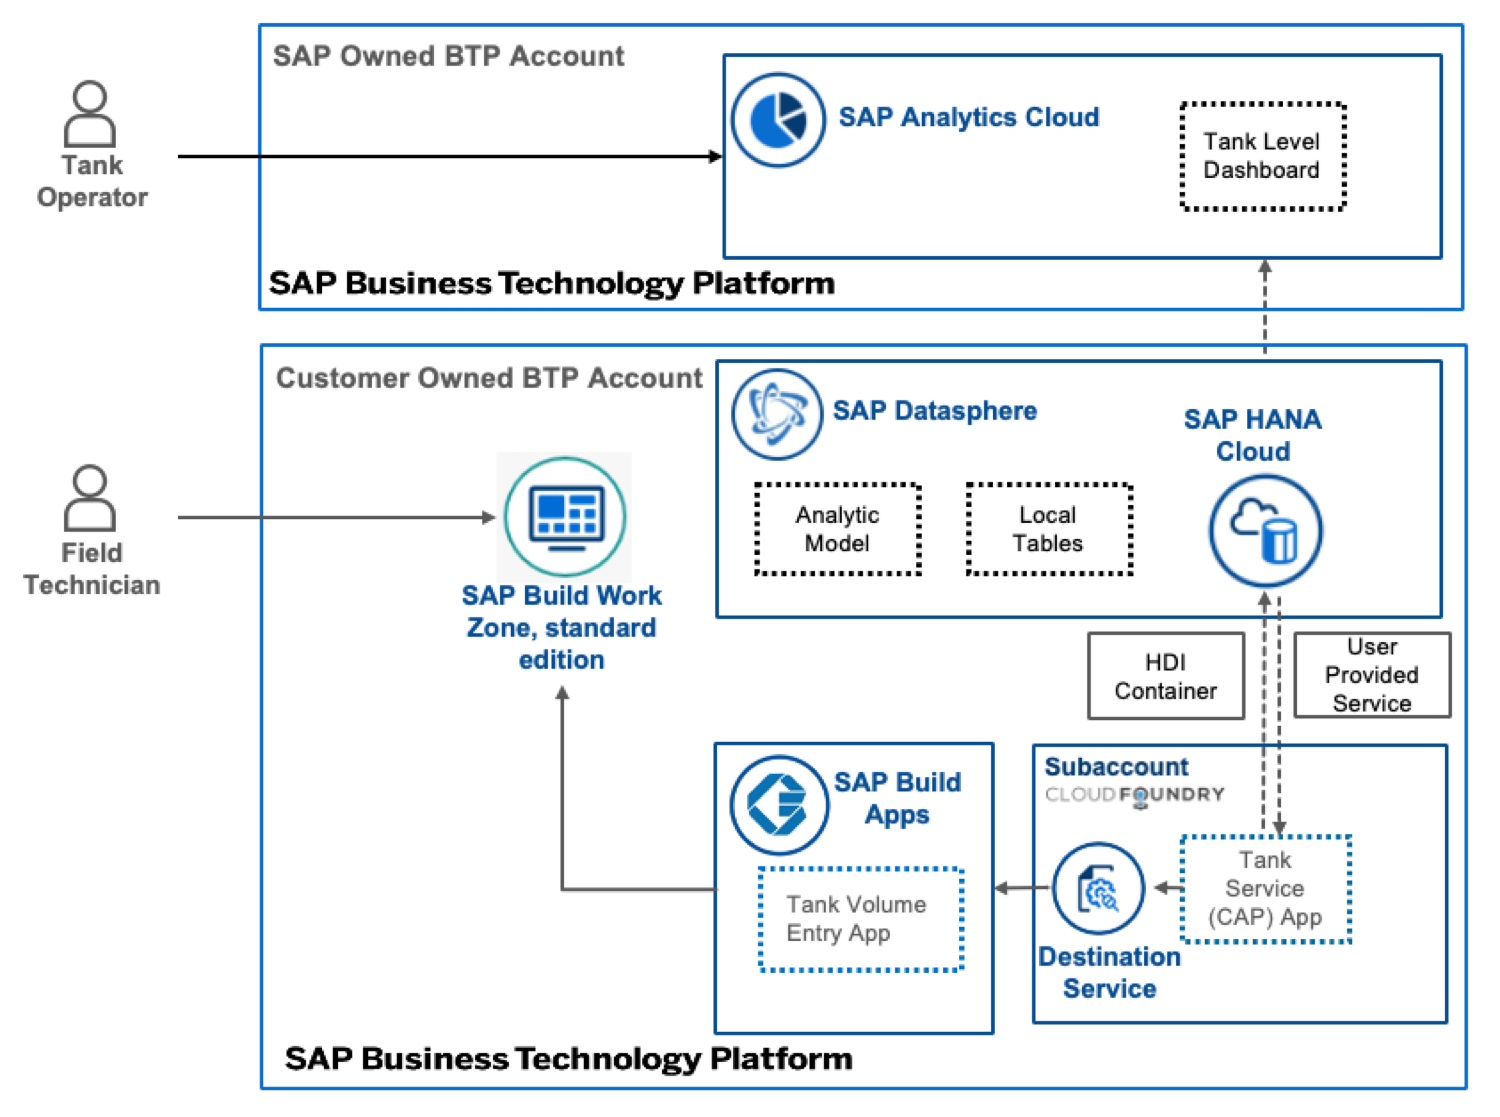 SAP Owned BTP Account
SAP Analytics Cloud
Tank Level
Dashboard
Tank
Operator
SAP Business Technology Platform
Customer Owned BTP Account
SAP Datasphere
SAP HANA
Cloud
Analytic
Model
Local
Tables
Field
Technician
SAP Build Work
Zone, standard
edition
HDI
Container
User
Provided
Service
SAP Build
Apps
Tank Volume
Entry App
Subaccount
CLOUD FOUNDRY
Tank
Service
(CAP) App
Destination
Service
SAP Business Technology Platform